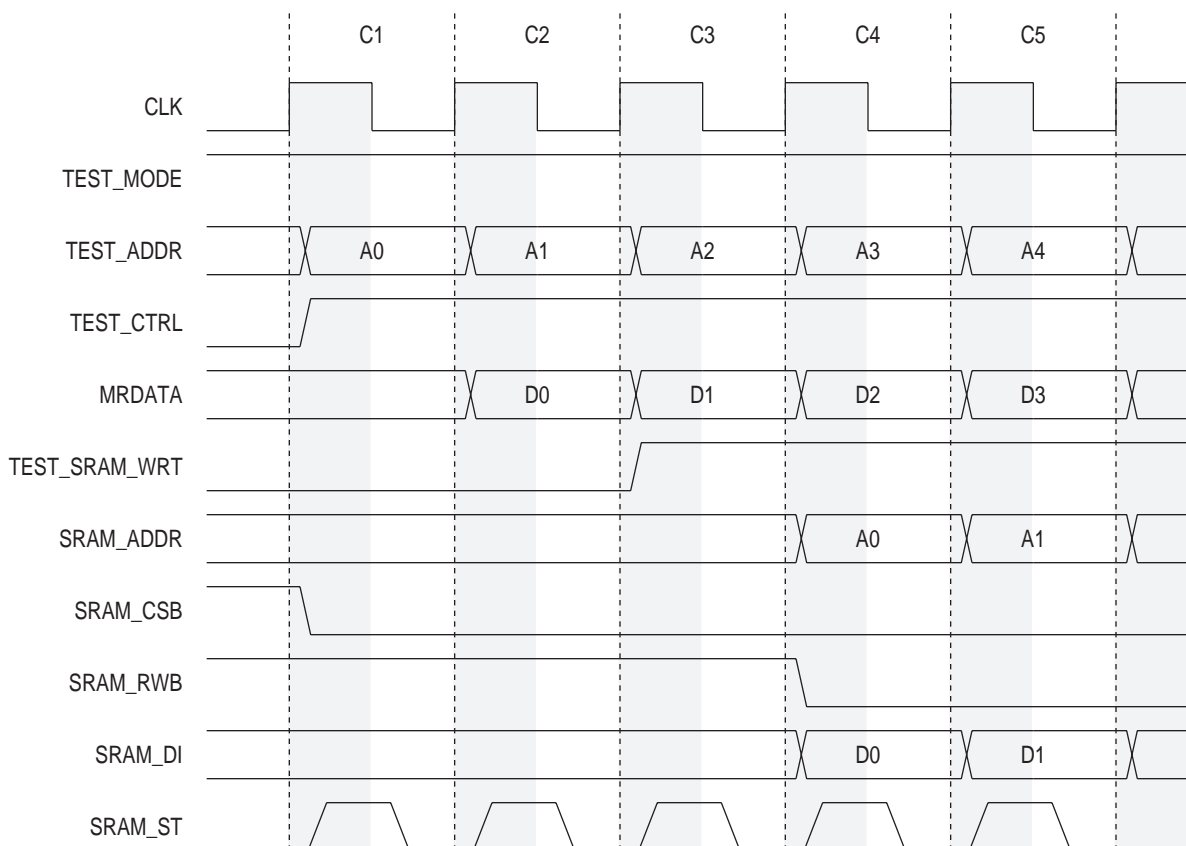 C1 C2 C3 C4 C5
CLK
TEST_MODE
TEST_ADDR A0 A1 A2 A3 A4
TEST_CTRL
MRDATA D0 D1 D2 D3
TEST_SRAM_WRT
SRAM_ADDR A0 A1
SRAM_CSB
SRAM_RWB
SRAM_DI D0 D1
SRAM_ST